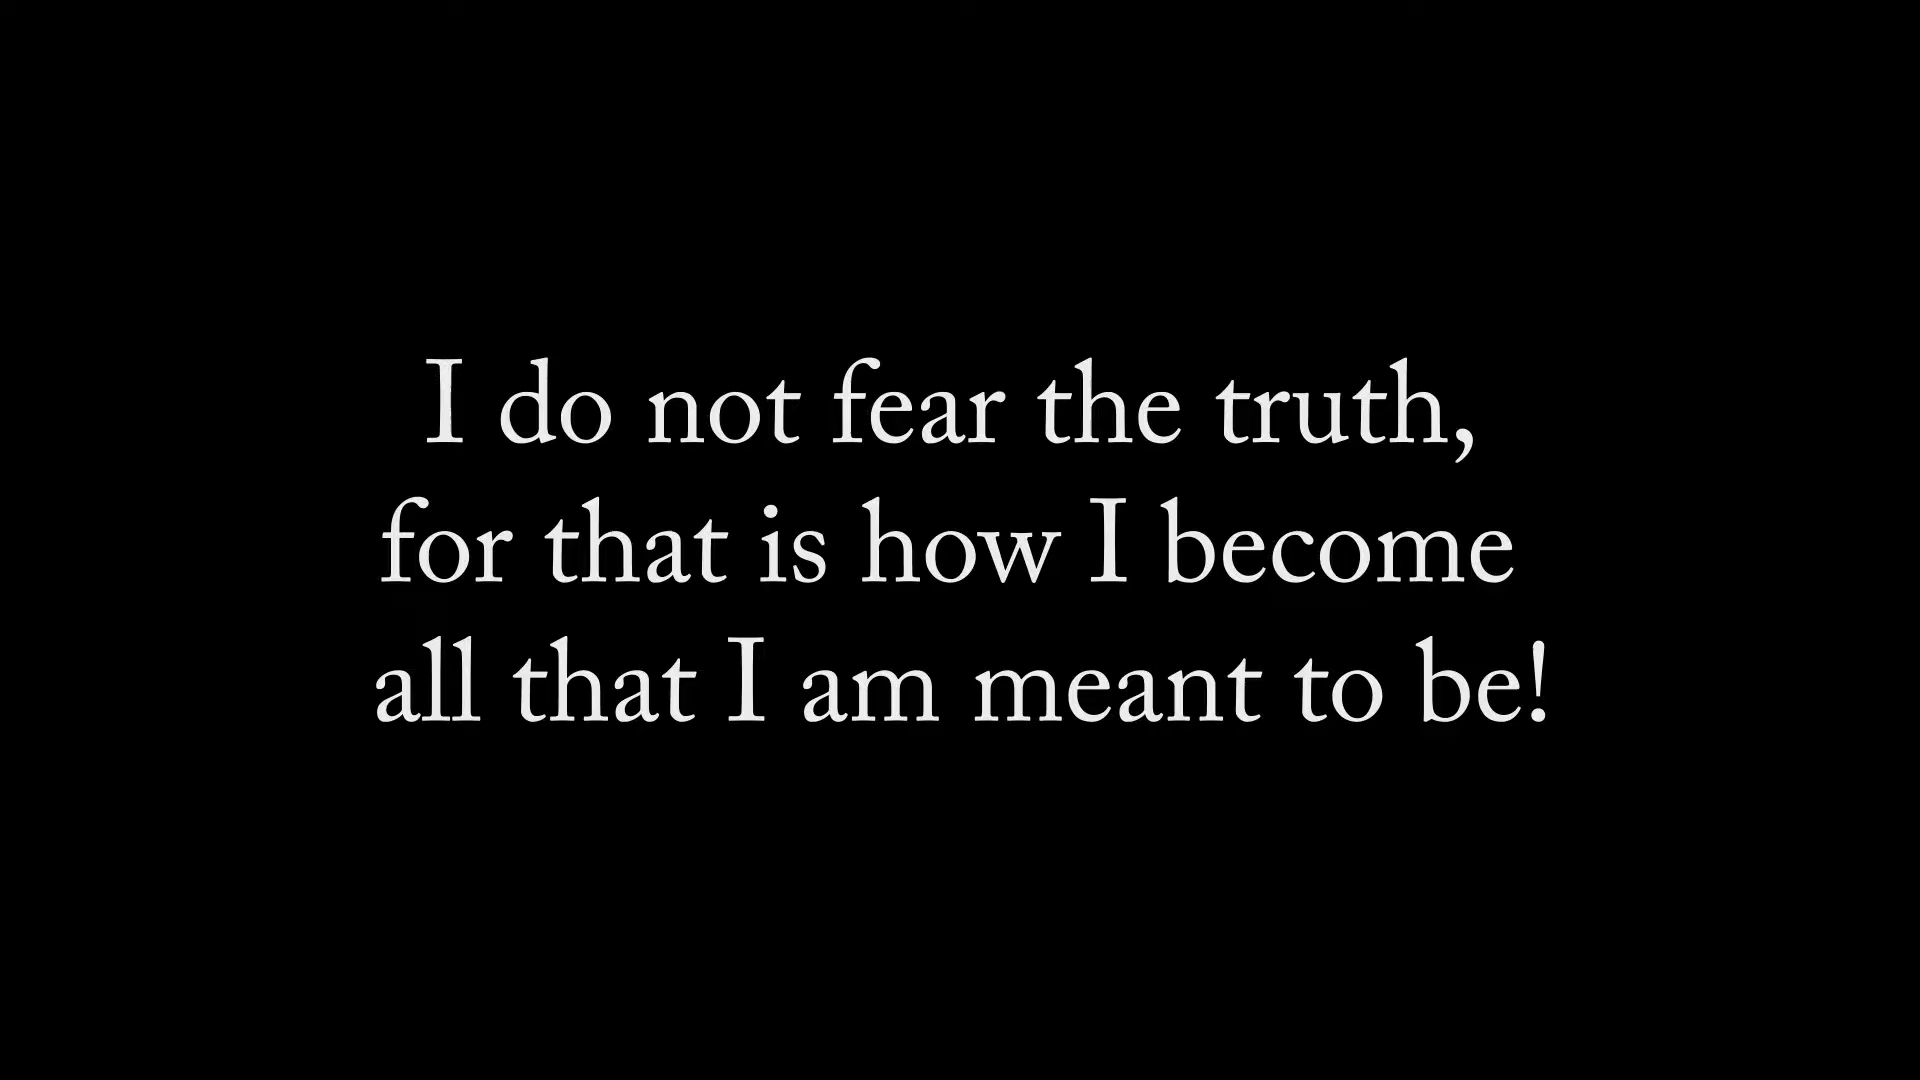 I do not fear the truth,
for that is how I become
all that I am meant to be!